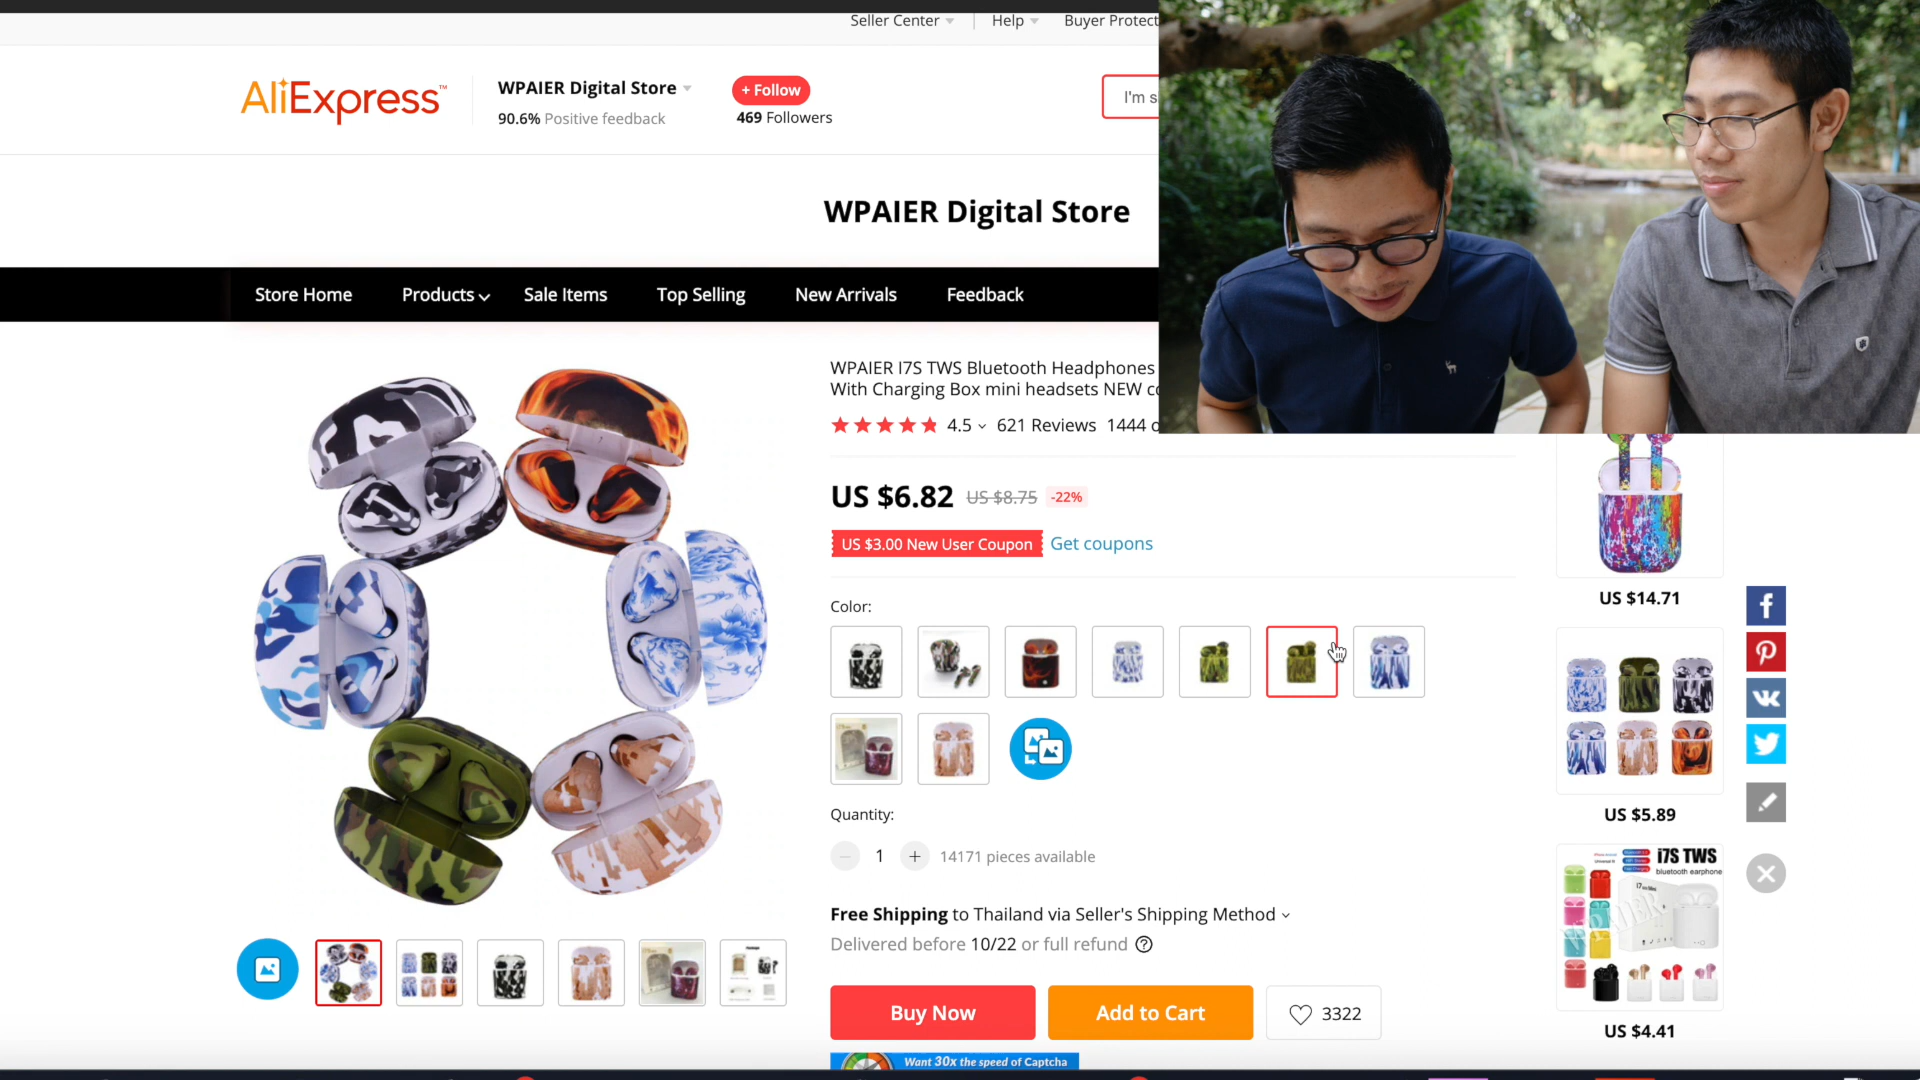 Seller Center
Help
Buyer Protect
AliExpress™
WPAIER Digital Store
90.6% Positive feedback
+ Follow
469 Followers
I'm s
WPAIER Digital Store
Store Home
Products
Sale Items
Top Selling
New Arrivals
Feedback
WPAIER I7S TWS Bluetooth Headphones
With Charging Box mini headsets NEW co
4.5
621 Reviews
1444 o
US $6.82
US $8.75
-22%
US $3.00 New User Coupon
Get coupons
Color:
Quantity:
1
14171 pieces available
Free Shipping to Thailand via Seller's Shipping Method
Delivered before 10/22 or full refund
Buy Now
Add to Cart
3322
Want 30x the speed of Captcha
US $14.71
US $5.89
i7S TWS
bluetooth earphone
US $4.41